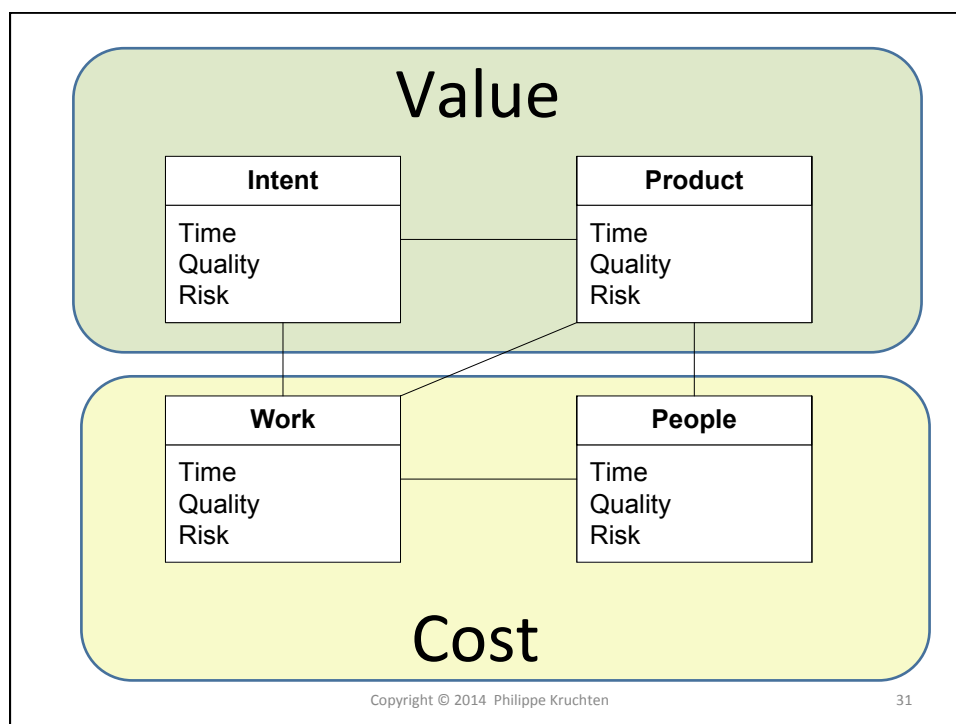 Value
Intent
Time
Quality
Risk
Product
Time
Quality
Risk
Work
Time
Quality
Risk
People
Time
Quality
Risk
Cost
Copyright © 2014 Philippe Kruchten
31